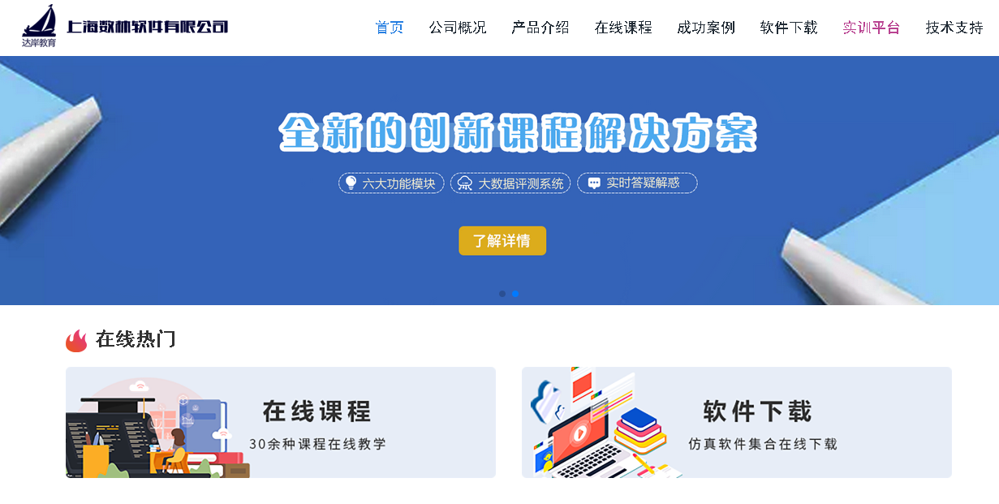 达岸教育
上海数林软件有限公司
首页 公司概况 产品介绍 在线课程 成功案例 软件下载 实训平台 技术支持
全新的创新课程解决方案
六大功能模块 大数据评测系统 实时答疑解惑
了解详情
在线热门
在线课程
30余种课程在线教学
软件下载
仿真软件集合在线下载